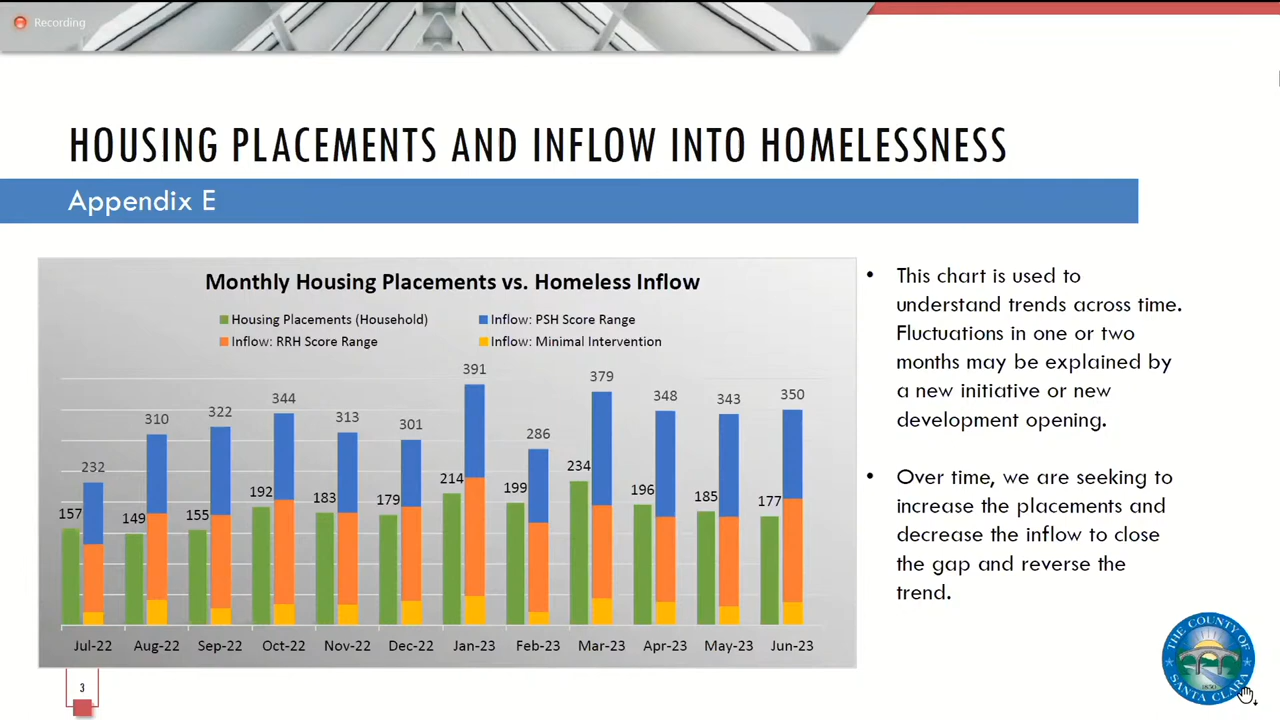 Recording
HOUSING PLACEMENTS AND INFLOW INTO HOMELESSNESS
Appendix E
Monthly Housing Placements vs. Homeless Inflow
Housing Placements (Household)
Inflow: PSH Score Range
Inflow: RRH Score Range
Inflow: Minimal Intervention
157 232
149 310
155 322
192 344
183 313
179 301
214 391
199 286
234 379
196 348
185 343
177 350
Jul-22 Aug-22 Sep-22 Oct-22 Nov-22 Dec-22 Jan-23 Feb-23 Mar-23 Apr-23 May-23 Jun-23
• This chart is used to
understand trends across time.
Fluctuations in one or two
months may be explained by
a new initiative or new
development opening.
• Over time, we are seeking to
increase the placements and
decrease the inflow to close
the gap and reverse the
trend.
3
THE COUNTY OF
SANTA CLARA
1850